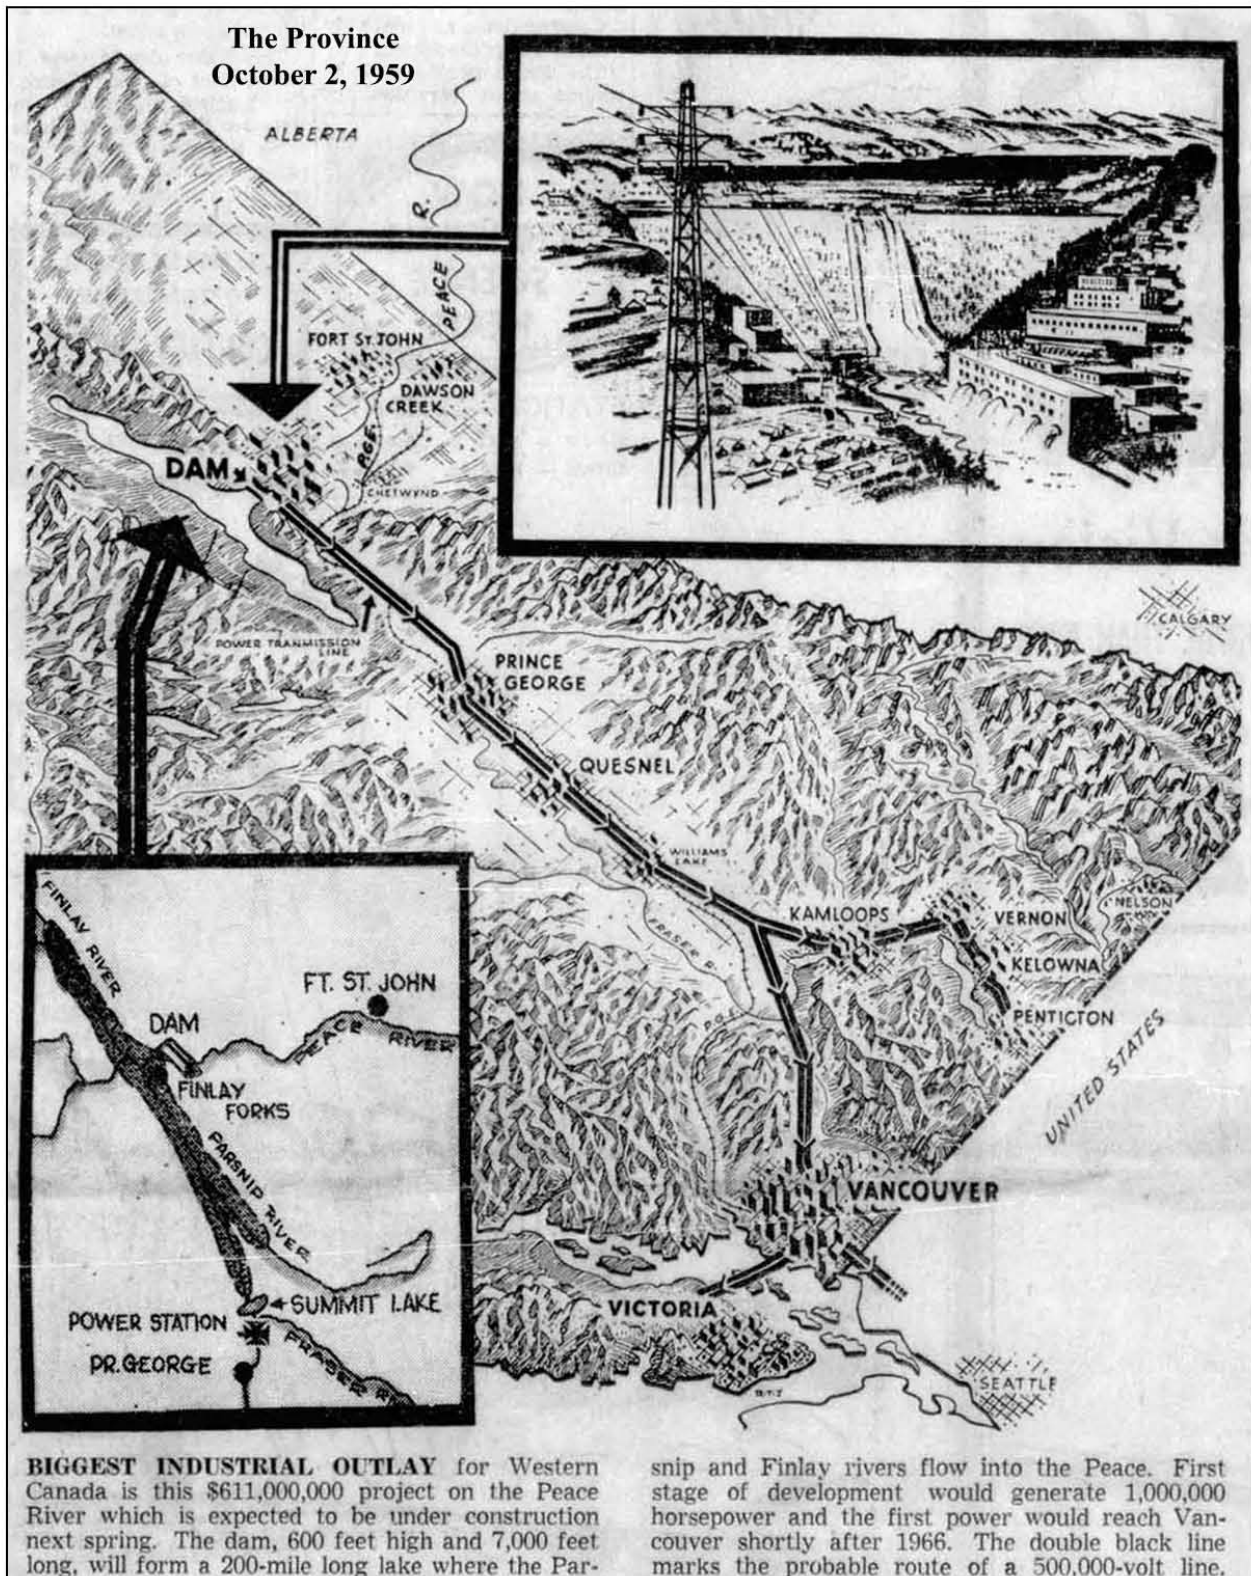 The Province
October 2, 1959
ALBERTA
PEACE R.
FORT ST. JOHN
DAWSON
CREEK
P.G.E.
CHETWYND
DAM
POWER TRANMISSION
LINE
CALGARY
PRINCE
GEORGE
QUESNEL
WILLIAMS
LAKE
FRASER R.
KAMLOOPS
VERNON
NELSON
KELOWNA
PENTICTON
P.G.E.
UNITED STATES
VANCOUVER
VICTORIA
SEATTLE
FINLAY RIVER
FT. ST. JOHN
DAM
PEACE RIVER
FINLAY
FORKS
PARSNIP RIVER
SUMMIT LAKE
POWER STATION
PR. GEORGE
FRASER RI
BIGGEST INDUSTRIAL OUTLAY for Western
Canada is this $611,000,000 project on the Peace
River which is expected to be under construction
next spring. The dam, 600 feet high and 7,000 feet
long, will form a 200-mile long lake where the Par-
snip and Finlay rivers flow into the Peace. First
stage of development would generate 1,000,000
horsepower and the first power would reach Van-
couver shortly after 1966. The double black line
marks the probable route of a 500,000-volt line.